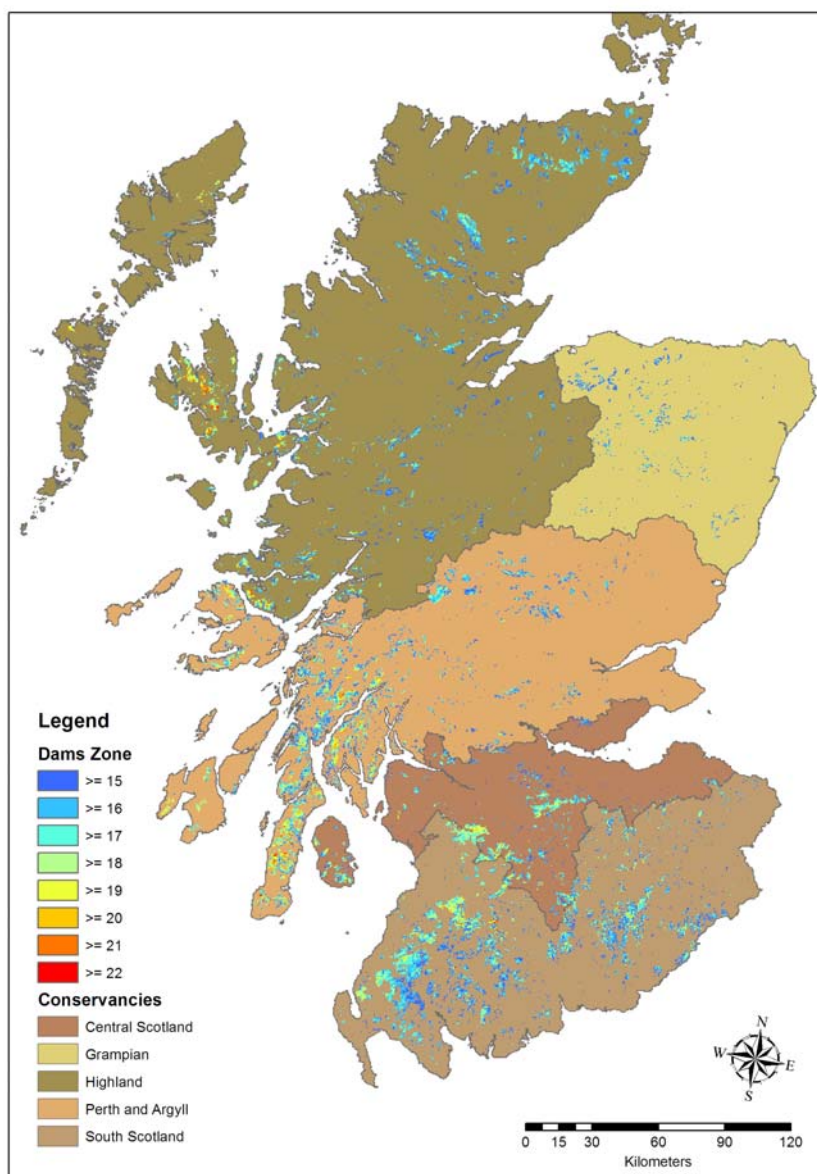 Legend
Dams Zone
>= 15
>= 16
>= 17
>= 18
>= 19
>= 20
>= 21
>= 22
Conservancies
Central Scotland
Grampian
Highland
Perth and Argyll
South Scotland
N
W E
S
0 15 30 60 90 120
Kilometers